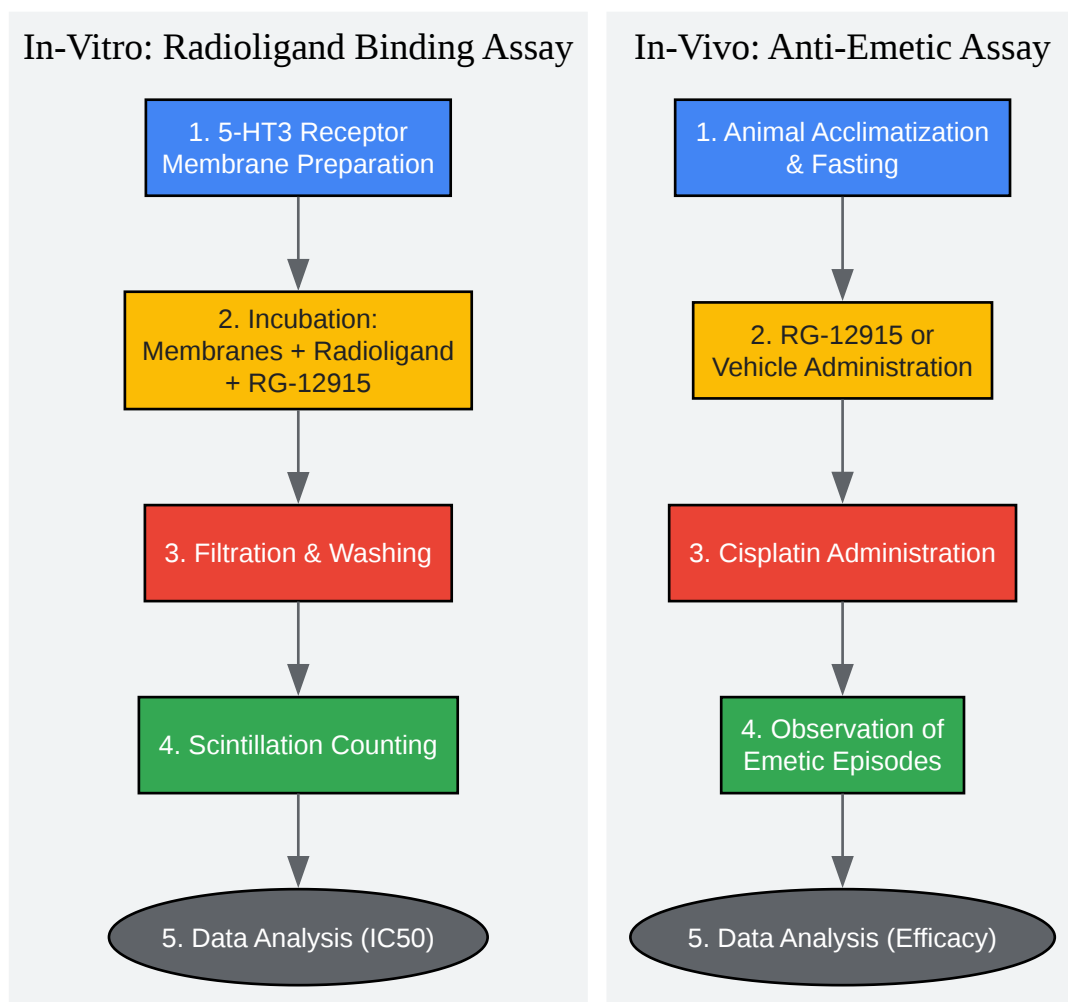 In-Vitro: Radioligand Binding Assay
1. 5-HT3 Receptor
Membrane Preparation
2. Incubation:
Membranes + Radioligand
+ RG-12915
3. Filtration & Washing
4. Scintillation Counting
5. Data Analysis (IC50)
In-Vivo: Anti-Emetic Assay
1. Animal Acclimatization
& Fasting
2. RG-12915 or
Vehicle Administration
3. Cisplatin Administration
4. Observation of
Emetic Episodes
5. Data Analysis (Efficacy)